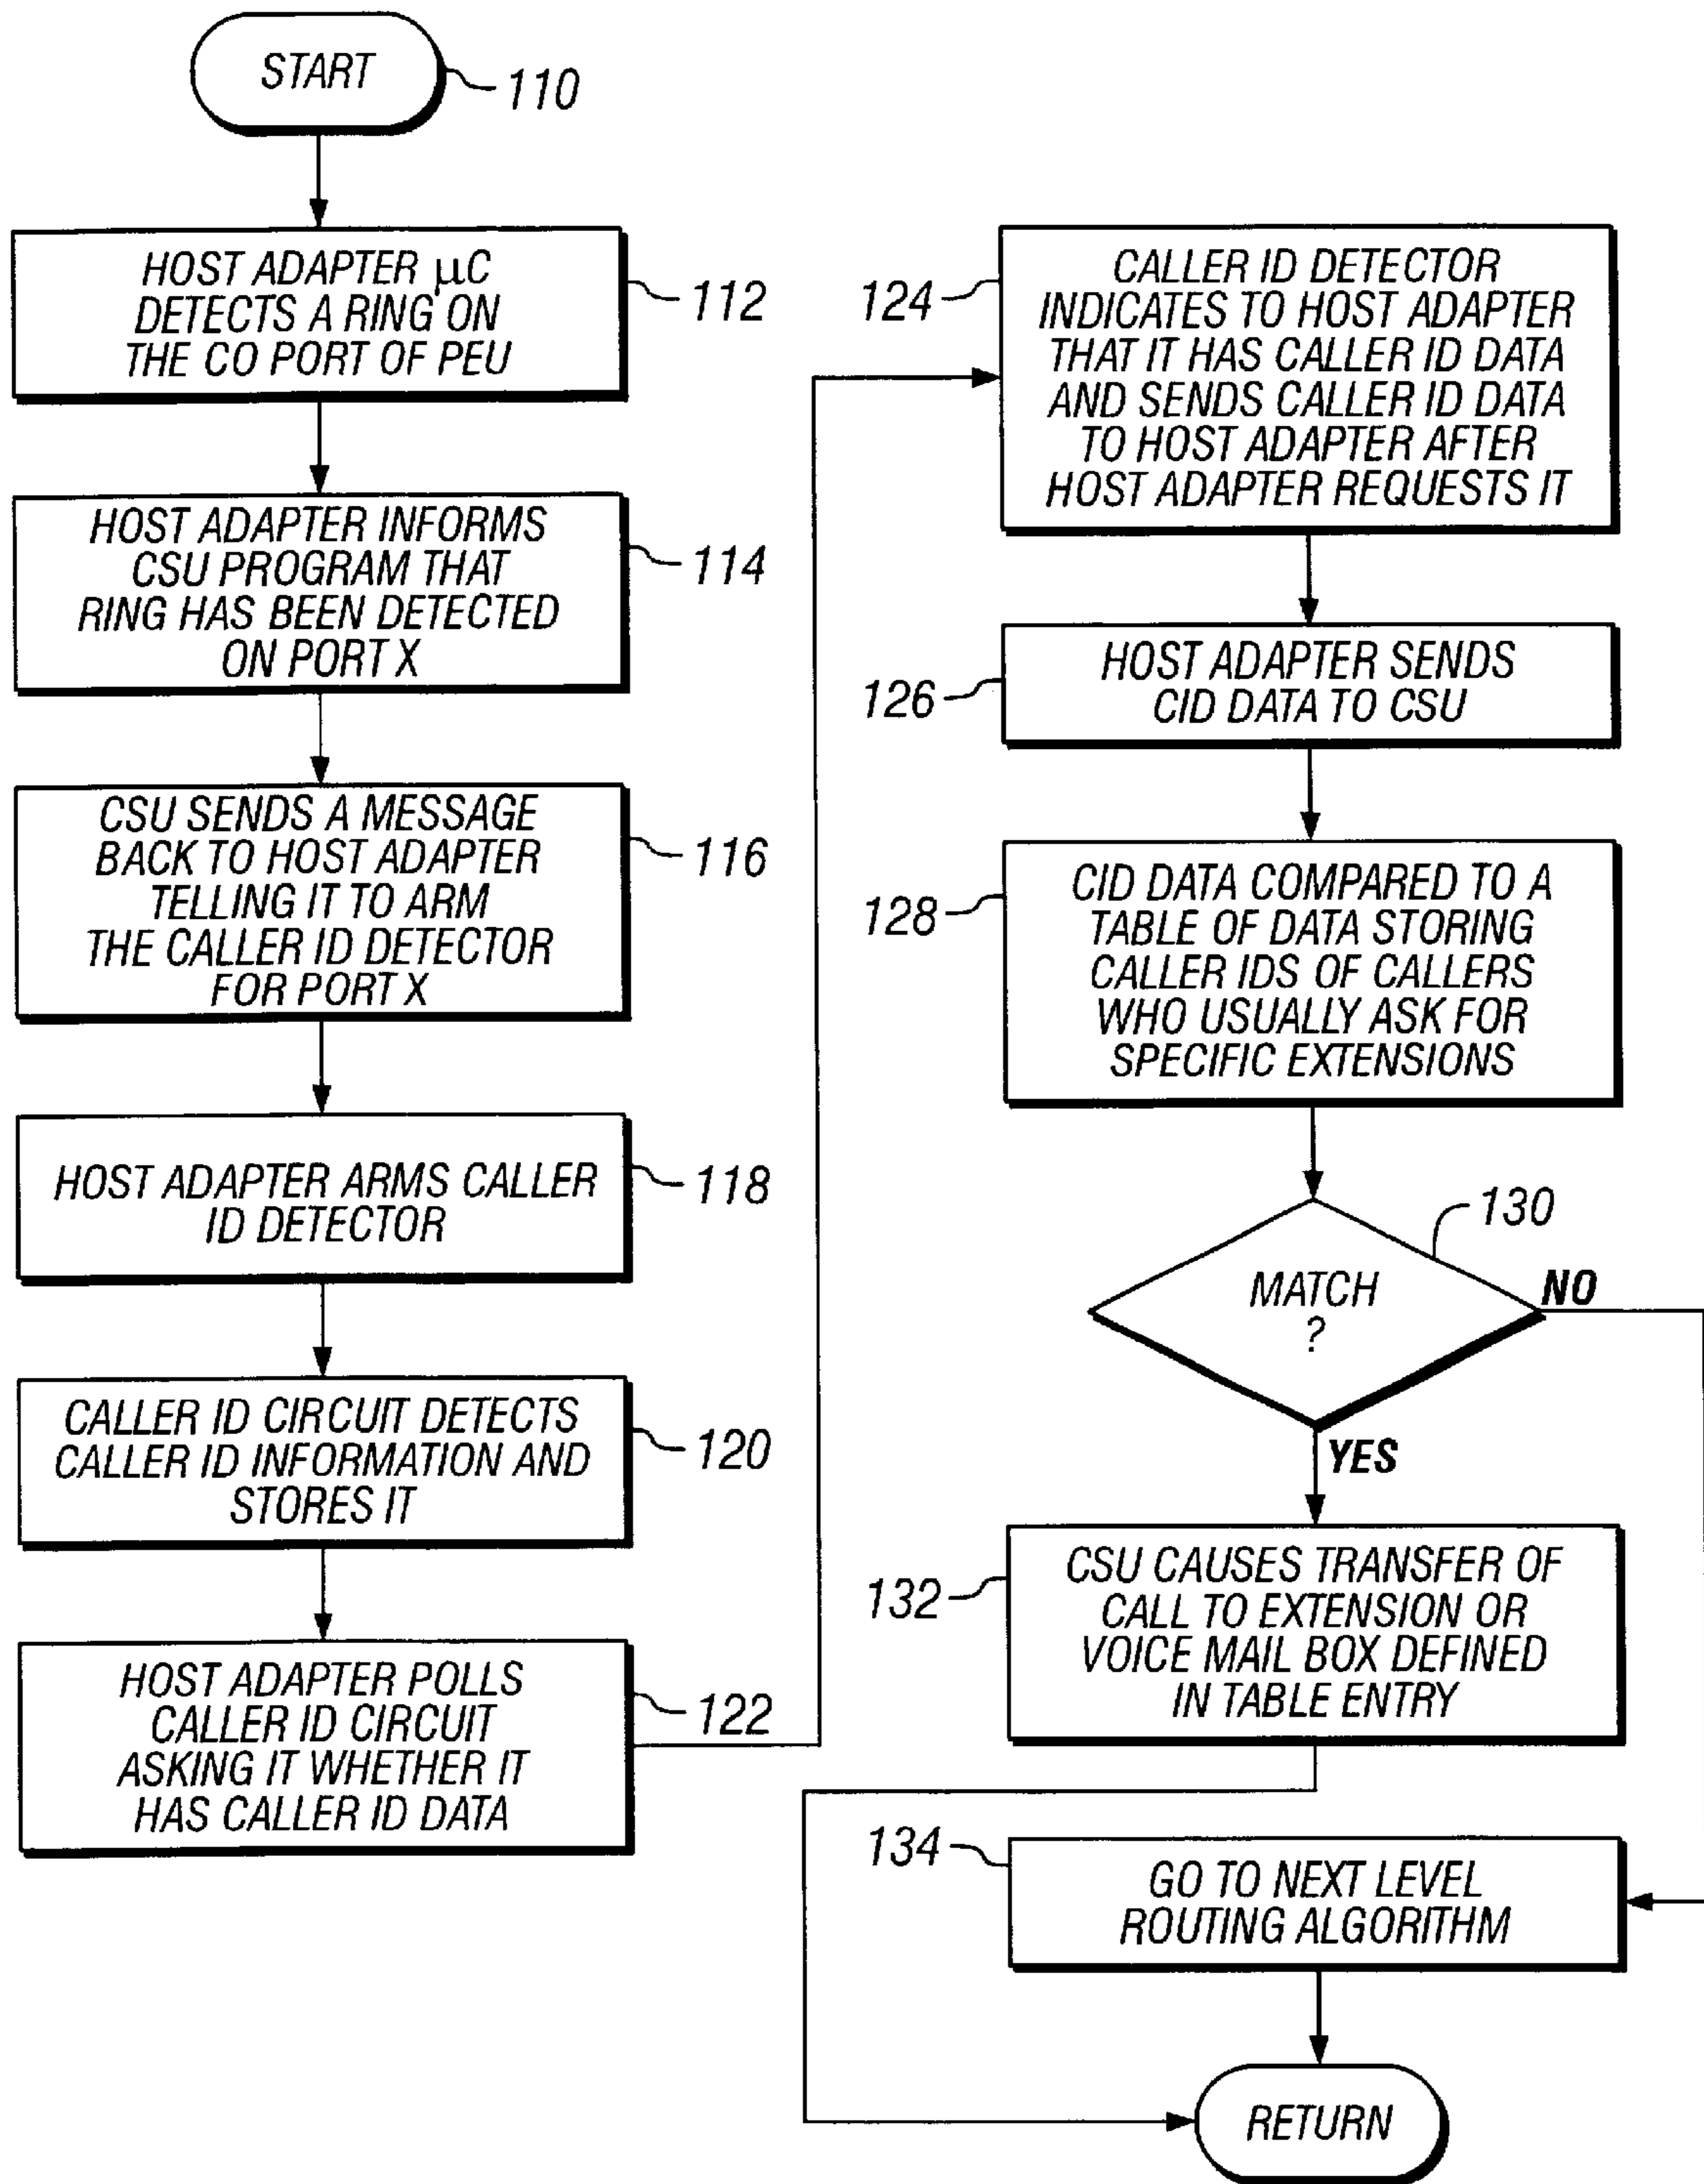 START
110
HOST ADAPTER µC
DETECTS A RING ON
THE CO PORT OF PEU
112
HOST ADAPTER INFORMS
CSU PROGRAM THAT
RING HAS BEEN DETECTED
ON PORT X
114
CSU SENDS A MESSAGE
BACK TO HOST ADAPTER
TELLING IT TO ARM
THE CALLER ID DETECTOR
FOR PORT X
116
HOST ADAPTER ARMS CALLER
ID DETECTOR
118
CALLER ID CIRCUIT DETECTS
CALLER ID INFORMATION AND
STORES IT
120
HOST ADAPTER POLLS
CALLER ID CIRCUIT
ASKING IT WHETHER IT
HAS CALLER ID DATA
122
124
CALLER ID DETECTOR
INDICATES TO HOST ADAPTER
THAT IT HAS CALLER ID DATA
AND SENDS CALLER ID DATA
TO HOST ADAPTER AFTER
HOST ADAPTER REQUESTS IT
126
HOST ADAPTER SENDS
CID DATA TO CSU
128
CID DATA COMPARED TO A
TABLE OF DATA STORING
CALLER IDS OF CALLERS
WHO USUALLY ASK FOR
SPECIFIC EXTENSIONS
130
MATCH
?
NO
YES
132
CSU CAUSES TRANSFER OF
CALL TO EXTENSION OR
VOICE MAIL BOX DEFINED
IN TABLE ENTRY
134
GO TO NEXT LEVEL
ROUTING ALGORITHM
RETURN